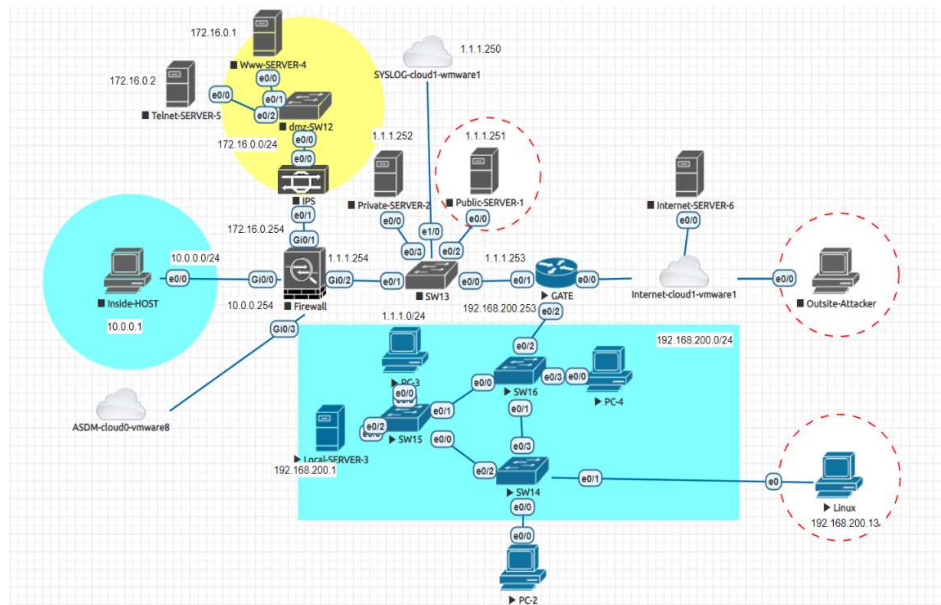 172.16.0.1
1.1.1.250
Www-SERVER-4
SYSLOG-cloud1-vmware1
172.16.0.2
e0/0
e0/0
e0/1
Telnet-SERVER-5
e0/2
dmz-SW12
e0/0
172.16.0.0/24
1.1.1.252
1.1.1.251
e0/0
IPS
Private-SERVER-2
Public-SERVER-1
Internet-SERVER-6
e0/1
e0/0
e0/0
e0/0
172.16.0.254
e1/0
Gi0/1
e0/3
e0/2
10.0.0.0/24
1.1.1.254
1.1.1.253
e0/0
Gi0/0
Gi0/2
e0/1
e0/0
e0/1
e0/0
e0/0
SW13
GATE
Internet-cloud1-vmware1
Inside-HOST
10.0.0.254
Firewall
Outsite-Attacker
10.0.0.1
1.1.1.0/24
192.168.200.253
e0/2
Gi0/3
192.168.200.0/24
e0/2
PC-3
SW16
e0/0
e0/3
e0/0
e0/0
PC-4
ASDM-cloud0-vmware8
e0/1
e0/1
e0/2
SW15
e0/0
e0/3
Local-SERVER-3
192.168.200.1
e0/2
e0/1
e0
SW14
Linux
e0/0
192.168.200.13
e0/0
PC-2